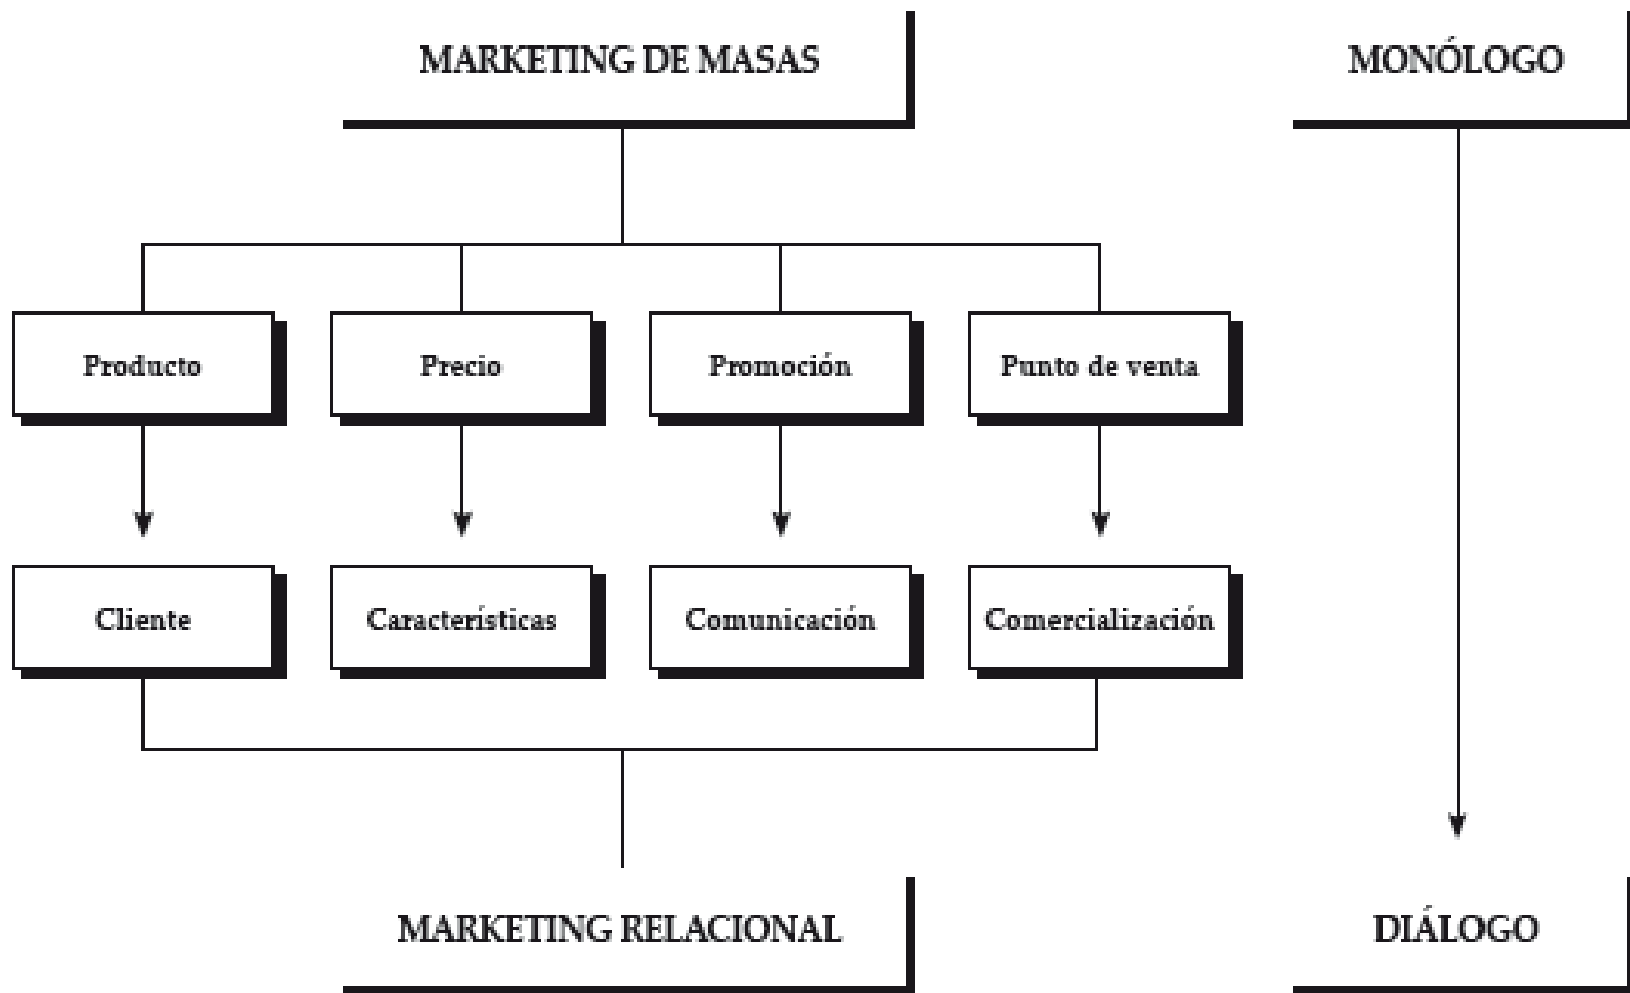 MARKETING DE MASAS
MONÓLOGO
Producto
Precio
Promoción
Punto de venta
Cliente
Características
Comunicación
Comercialización
MARKETING RELACIONAL
DIÁLOGO